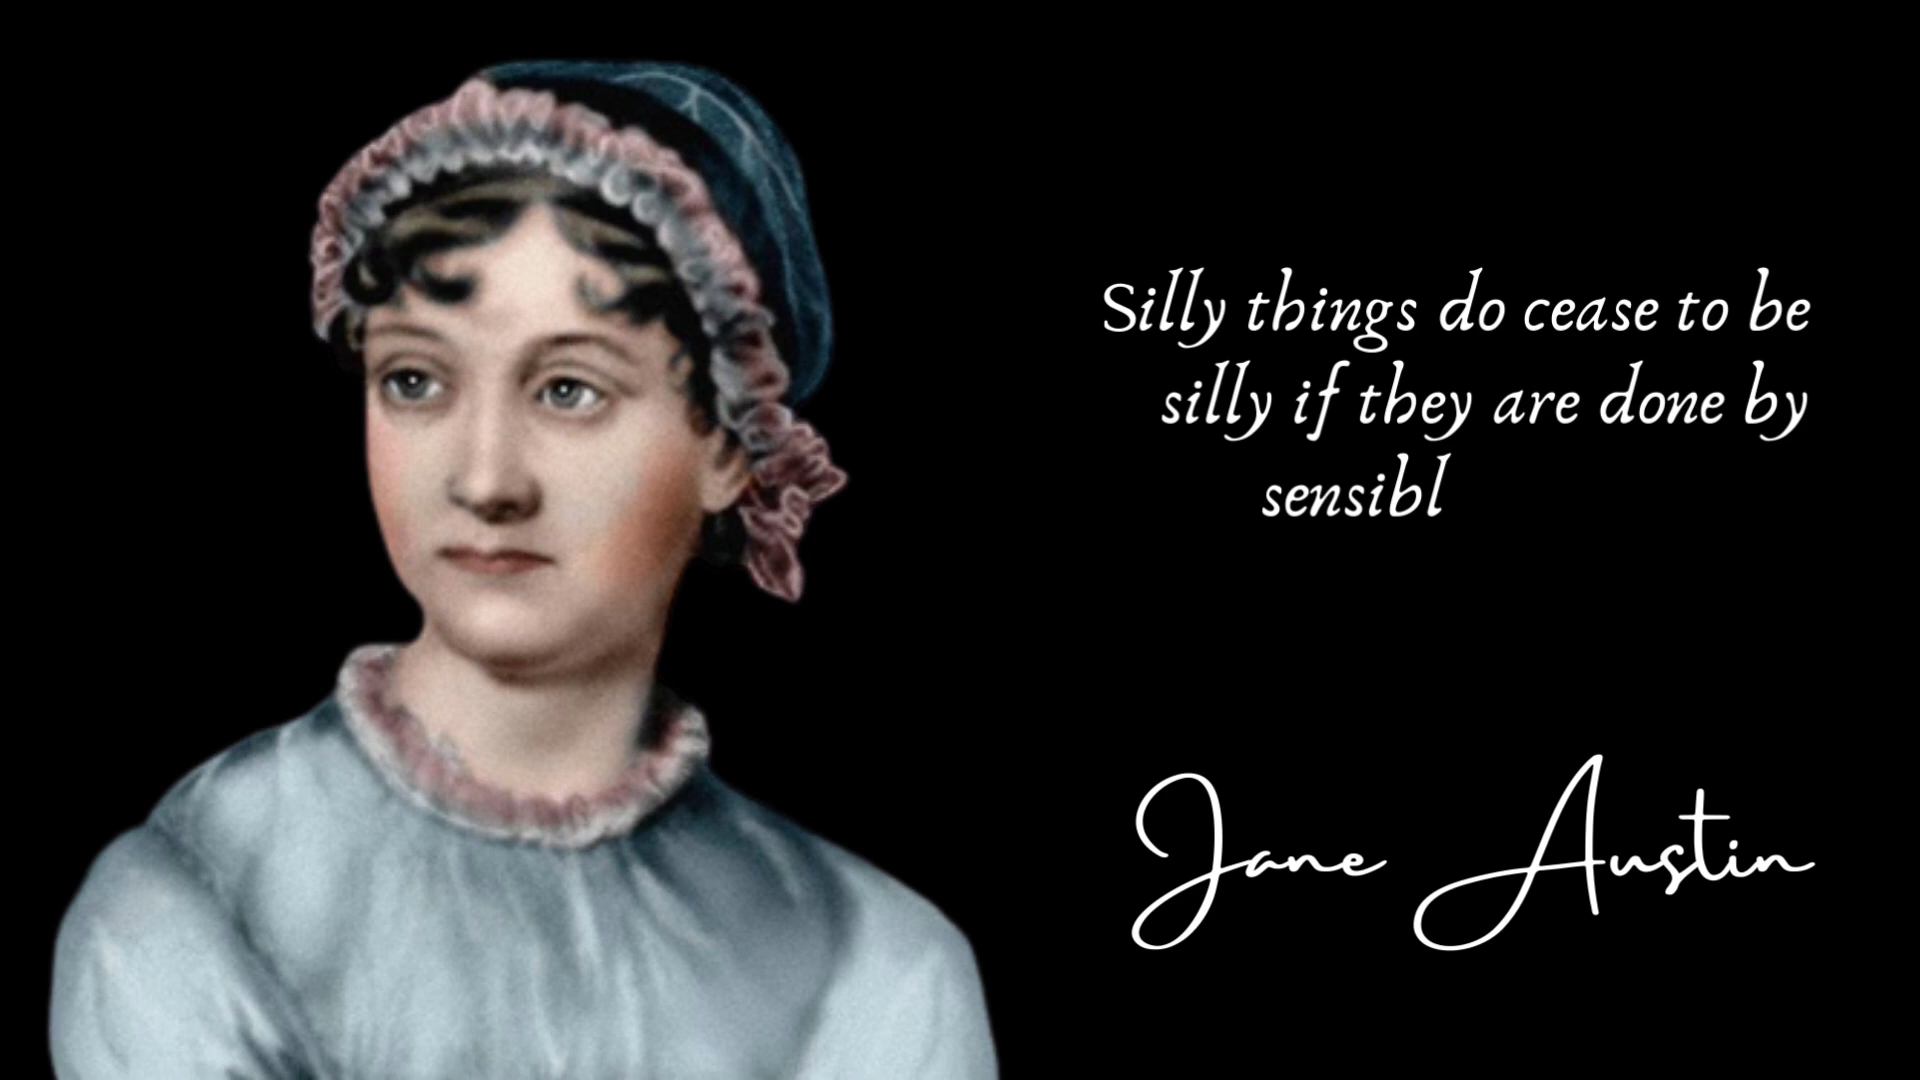 Silly things do cease to be
silly if they are done by
sensibl
Jane Austin